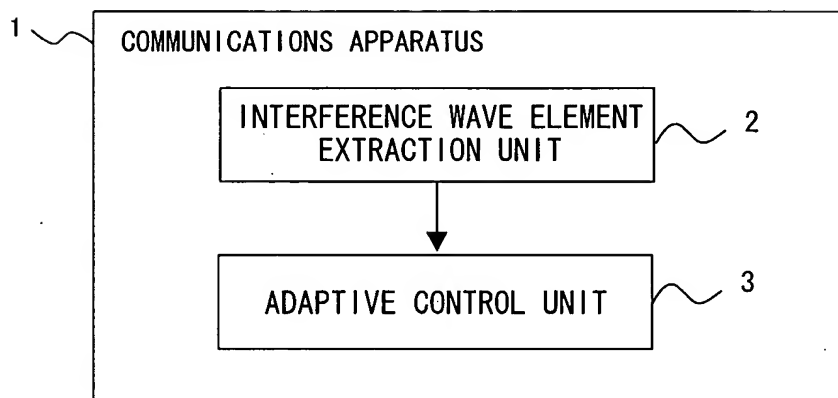 1
COMMUNICATIONS APPARATUS
INTERFERENCE WAVE ELEMENT
EXTRACTION UNIT
2
ADAPTIVE CONTROL UNIT
3